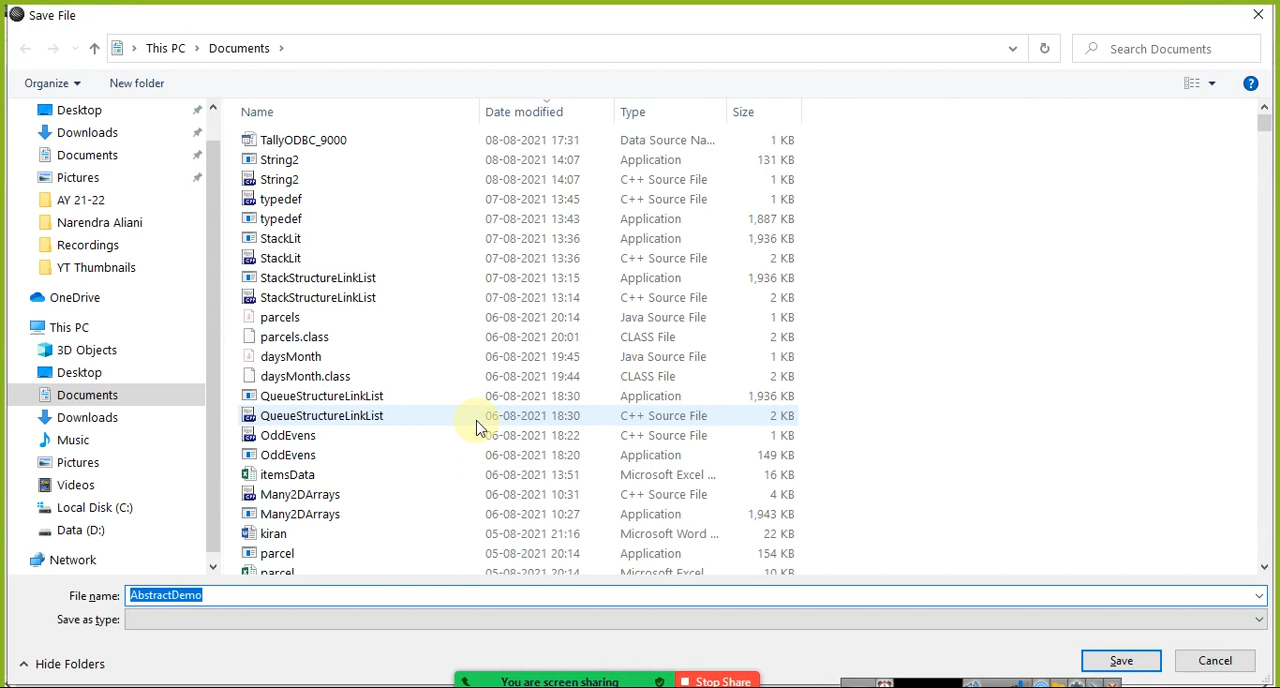 Save File
This PC > Documents >
Search Documents
Organize
New folder
Desktop
Downloads
Documents
Pictures
AY 21-22
Narendra Aliani
Recordings
YT Thumbnails
OneDrive
This PC
3D Objects
Desktop
Documents
Downloads
Music
Pictures
Videos
Local Disk (C:)
Data (D:)
Network
Name Date modified Type Size
TallyODBC_9000 08-08-2021 17:31 Data Source Na... 1 KB
String2 08-08-2021 14:07 Application 131 KB
String2 08-08-2021 14:07 C++ Source File 1 KB
typedef 07-08-2021 13:45 C++ Source File 1 KB
typedef 07-08-2021 13:43 Application 1,887 KB
StackLit 07-08-2021 13:36 Application 1,936 KB
StackLit 07-08-2021 13:36 C++ Source File 2 KB
StackStructureLinkList 07-08-2021 13:15 Application 1,936 KB
StackStructureLinkList 07-08-2021 13:14 C++ Source File 2 KB
parcels 06-08-2021 20:14 Java Source File 1 KB
parcels.class 06-08-2021 20:01 CLASS File 2 KB
daysMonth 06-08-2021 19:45 Java Source File 1 KB
daysMonth.class 06-08-2021 19:44 CLASS File 2 KB
QueueStructureLinkList 06-08-2021 18:30 Application 1,936 KB
QueueStructureLinkList 06-08-2021 18:30 C++ Source File 2 KB
OddEvens 06-08-2021 18:22 C++ Source File 1 KB
OddEvens 06-08-2021 18:20 Application 149 KB
itemsData 06-08-2021 13:51 Microsoft Excel ... 16 KB
Many2DArrays 06-08-2021 10:31 C++ Source File 4 KB
Many2DArrays 06-08-2021 10:27 Application 1,943 KB
kiran 05-08-2021 21:16 Microsoft Word ... 22 KB
parcel 05-08-2021 20:14 Application 154 KB
parcel 05-08-2021 20:14 Microsoft Excel 10 KB
File name: AbstractDemo
Save as type:
Hide Folders
Save
Cancel
You are screen sharing
Stop Share